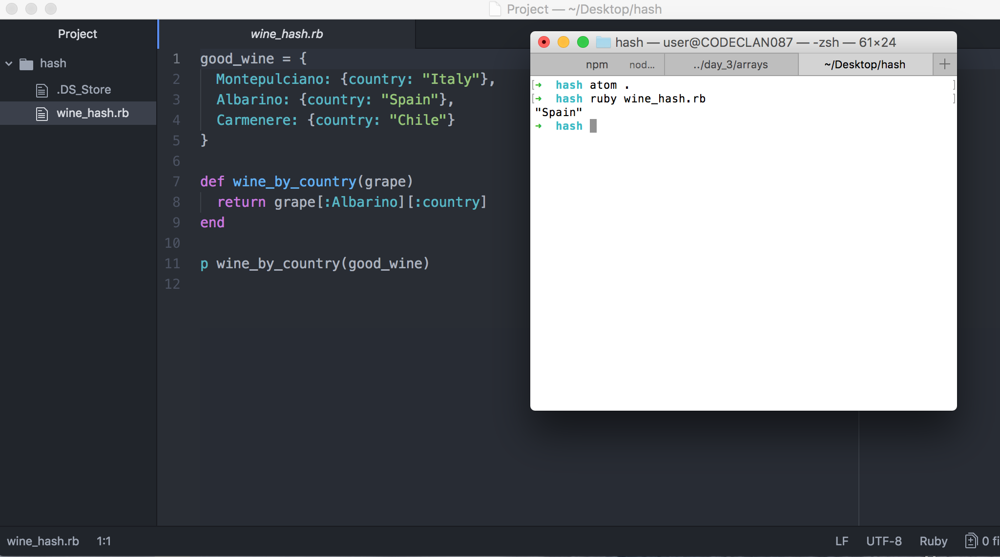 Project — ~/Desktop/hash
Project
hash
.DS_Store
wine_hash.rb
wine_hash.rb
1 good_wine = {
2   Montepulciano: {country: "Italy"},
3   Albarino: {country: "Spain"},
4   Carmenere: {country: "Chile"}
5 }
6
7 def wine_by_country(grape)
8   return grape[:Albarino][:country]
9 end
10
11 p wine_by_country(good_wine)
12
hash — user@CODECLAN087 — -zsh — 61×24
npm nod... ../day_3/arrays ~/Desktop/hash +
[➜  hash atom . ]
[➜  hash ruby wine_hash.rb ]
"Spain"
➜  hash
wine_hash.rb 1:1 LF UTF-8 Ruby 0 fi